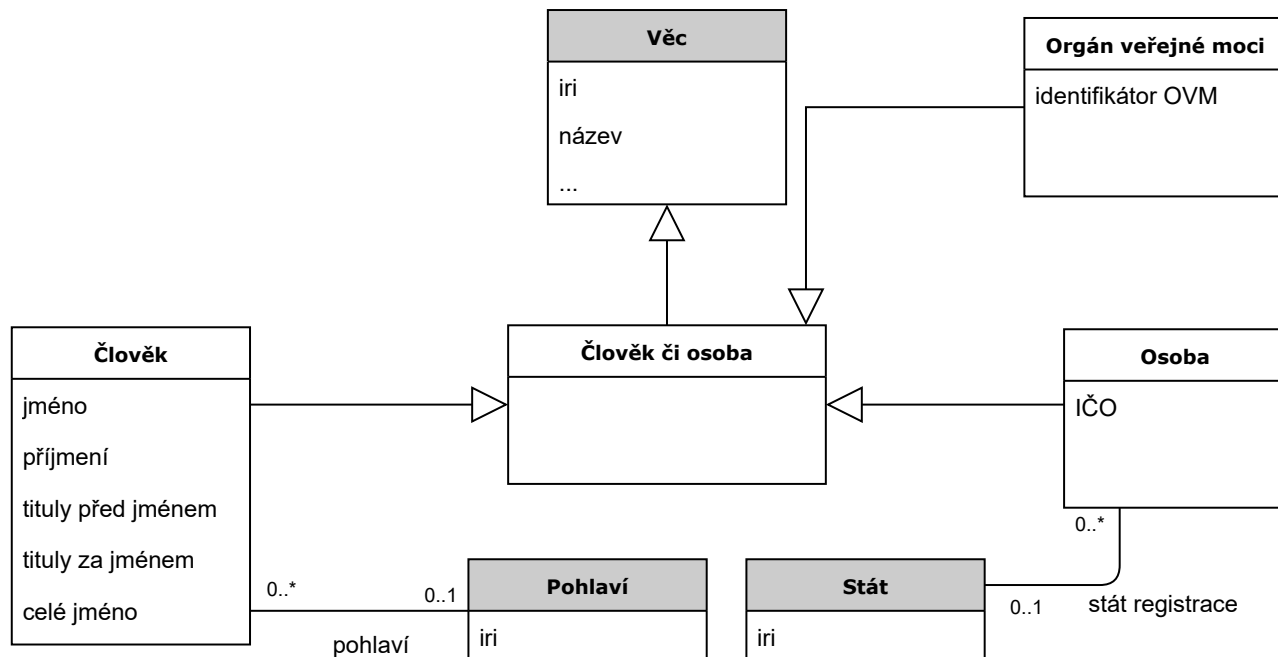 Věc
iri
název
...
Orgán veřejné moci
identifikátor OVM
Člověk
jméno
příjmení
tituly před jménem
tituly za jménem
celé jméno
Člověk či osoba
Osoba
IČO
0..*
0..1
pohlaví
Pohlaví
iri
Stát
iri
0..*
0..1
stát registrace